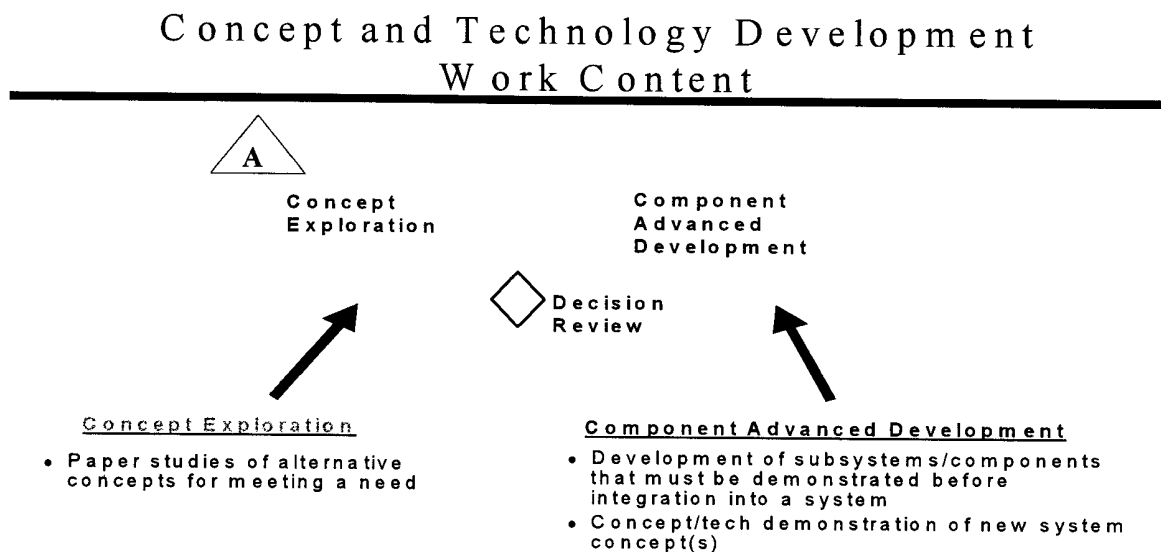 Concept and Technology Development
Work Content
A
Concept
Exploration
Component
Advanced
Development
Decision
Review
Concept Exploration
• Paper studies of alternative
concepts for meeting a need
Component Advanced Development
• Development of subsystems/components
that must be demonstrated before
integration into a system
• Concept/tech demonstration of new system
concept(s)